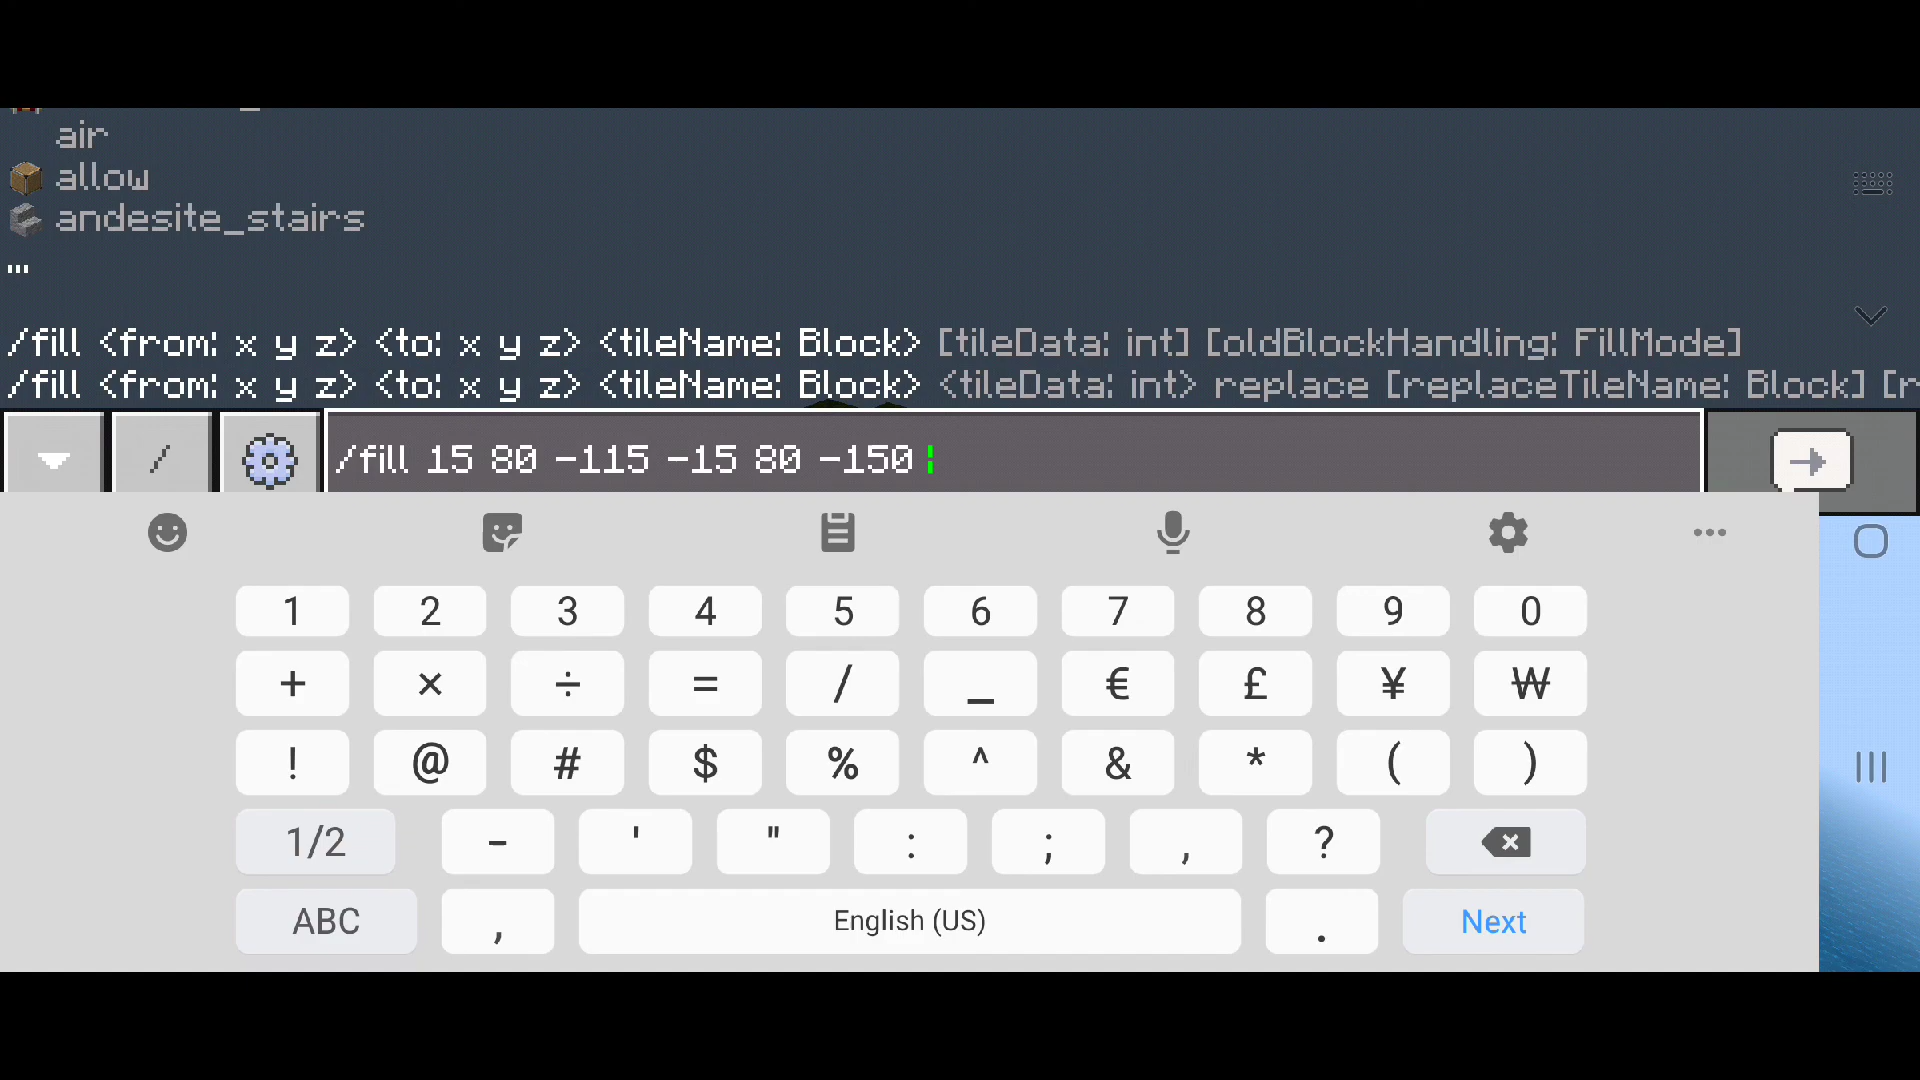 air
allow
andesite_stairs
...
/fill <from: x y z> <to: x y z> <tileName: Block> [tileData: int] [oldBlockHandling: FillMode]
/fill <from: x y z> <to: x y z> <tileName: Block> <tileData: int> replace [replaceTileName: Block] [r
/
/fill 15 80 -115 -15 80 -150
1 2 3 4 5 6 7 8 9 0
+ × ÷ = / _ € £ ¥ ₩
! @ # $ % ^ & * ( )
1/2 - ' " : ; , ?
ABC , English (US) . Next